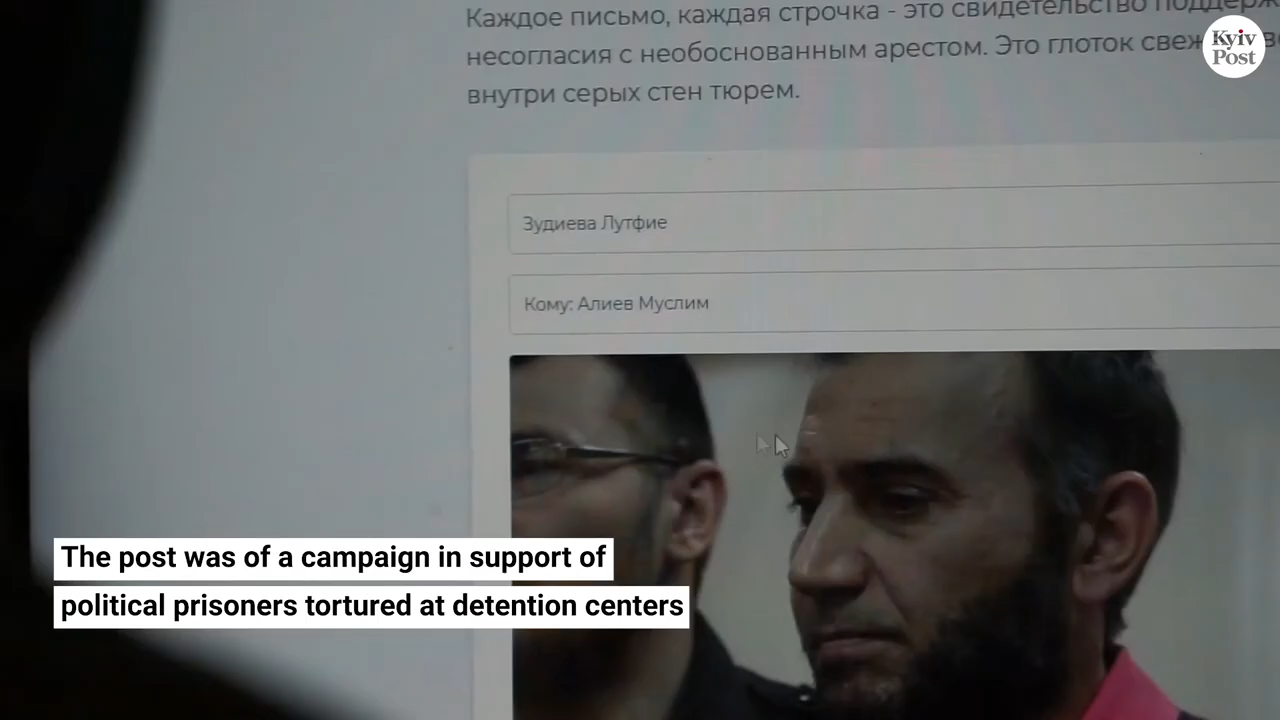 Каждое письмо, каждая строчка - это свидетельство
несогласия с необоснованным арестом. Это глоток
внутри серых стен тюрем.
Kyiv
Post
Зудиева Лутфие
Кому: Алиев Муслим
The post was of a campaign in support of
political prisoners tortured at detention centers